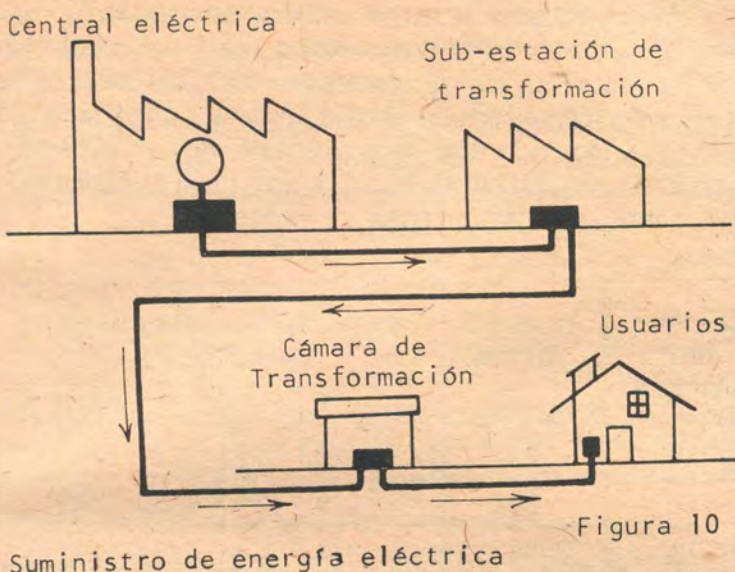 Central eléctrica
Sub-estación de
transformación
Usuarios
Cámara de
Transformación
Figura 10
Suministro de energía eléctrica